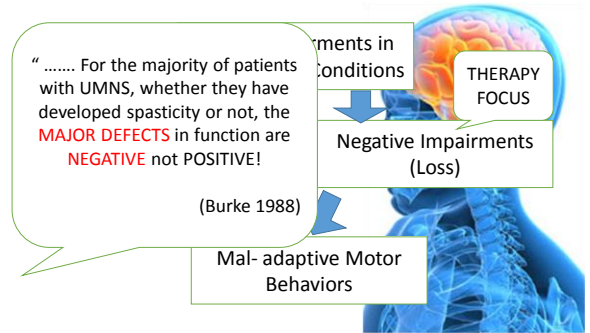 “ ……. For the majority of patients
with UMNS, whether they have
developed spasticity or not, the
MAJOR DEFECTS in function are
NEGATIVE not POSITIVE!
(Burke 1988)
in
Conditions
THERAPY
FOCUS
Negative Impairments
(Loss)
Mal- adaptive Motor
Behaviors